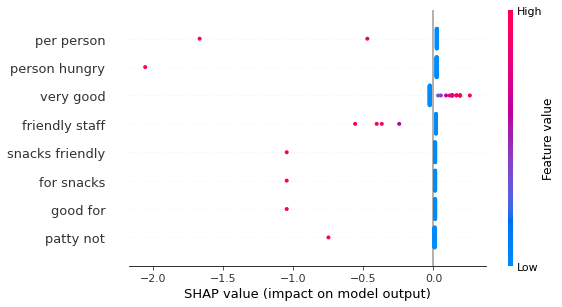 High
per person
person hungry
very good
friendly staff
snacks friendly
for snacks
good for
patty not
Feature value
Low
−2.0 −1.5 −1.0 −0.5 0.0
SHAP value (impact on model output)